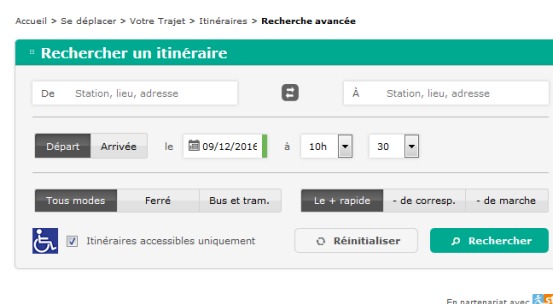 Accueil > Se déplacer > Votre Trajet > Itinéraires > Recherche avancée
Rechercher un itinéraire
De Station, lieu, adresse À Station, lieu, adresse
Départ Arrivée le 09/12/2016 à 10h 30
Tous modes Ferré Bus et tram. Le + rapide - de corresp. - de marche
Itinéraires accessibles uniquement Réinitialiser Rechercher
En partenariat avec